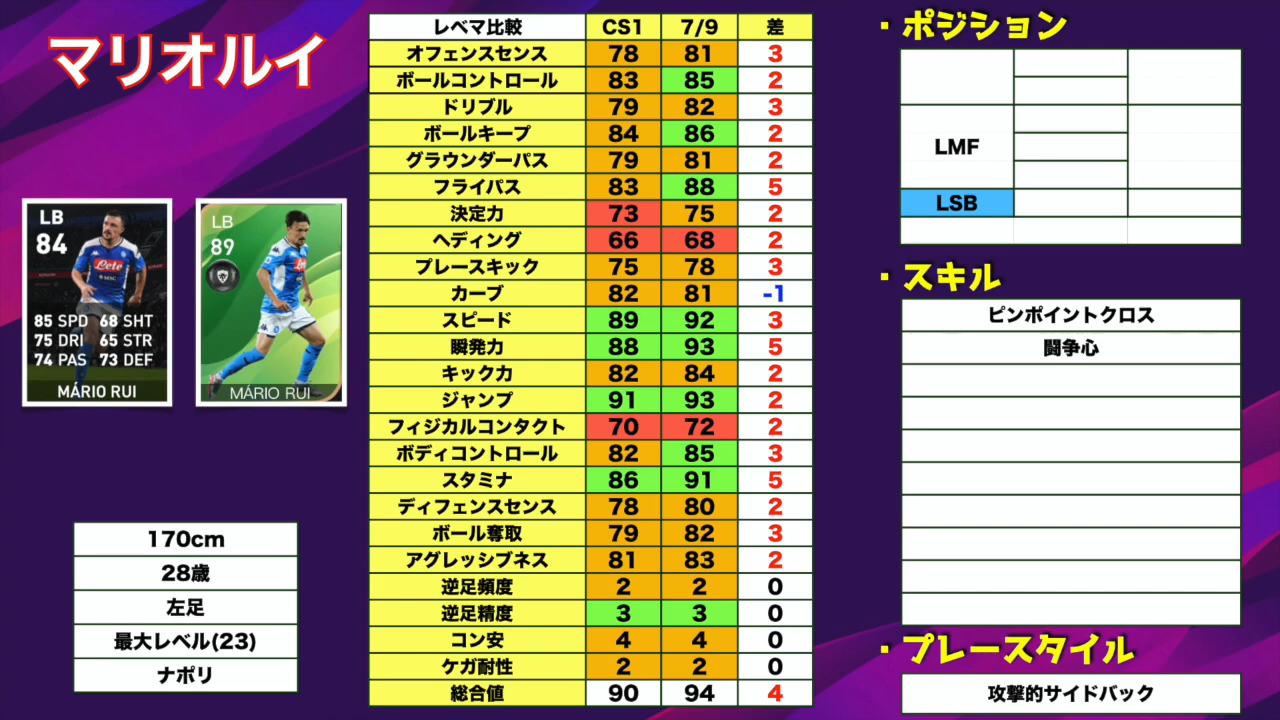 マリオルイ
LB
84
85 SPD 68 SHT
75 DRI 65 STR
74 PAS 73 DEF
MÁRIO RUI
LB
89
MÁRIO RUI
170cm
28歳
左足
最大レベル(23)
ナポリ
レベマ比較 CS1 7/9 差
オフェンスセンス 78 81 3
ボールコントロール 83 85 2
ドリブル 79 82 3
ボールキープ 84 86 2
グラウンダーパス 79 81 2
フライパス 83 88 5
決定力 73 75 2
ヘディング 66 68 2
プレースキック 75 78 3
カーブ 82 81 -1
スピード 89 92 3
瞬発力 88 93 5
キック力 82 84 2
ジャンプ 91 93 2
フィジカルコンタクト 70 72 2
ボディコントロール 82 85 3
スタミナ 86 91 5
ディフェンスセンス 78 80 2
ボール奪取 79 82 3
アグレッシブネス 81 83 2
逆足頻度 2 2 0
逆足精度 3 3 0
コン安 4 4 0
ケガ耐性 2 2 0
総合値 90 94 4
・ポジション
LMF
LSB
・スキル
ピンポイントクロス
闘争心
・プレースタイル
攻撃的サイドバック